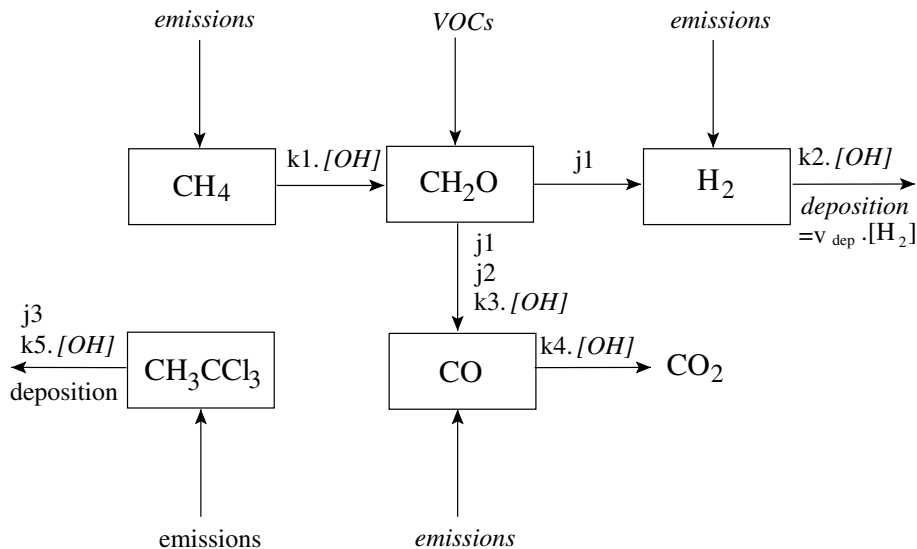 emissions
VOCs
emissions
k1.[OH]
j1
k2.[OH]
CH₄
CH₂O
H₂
deposition
=v dep .[H₂]
j1
j2
k3.[OH]
j3
k5.[OH]
deposition
CH₃CCl₃
CO
k4.[OH]
CO₂
emissions
emissions